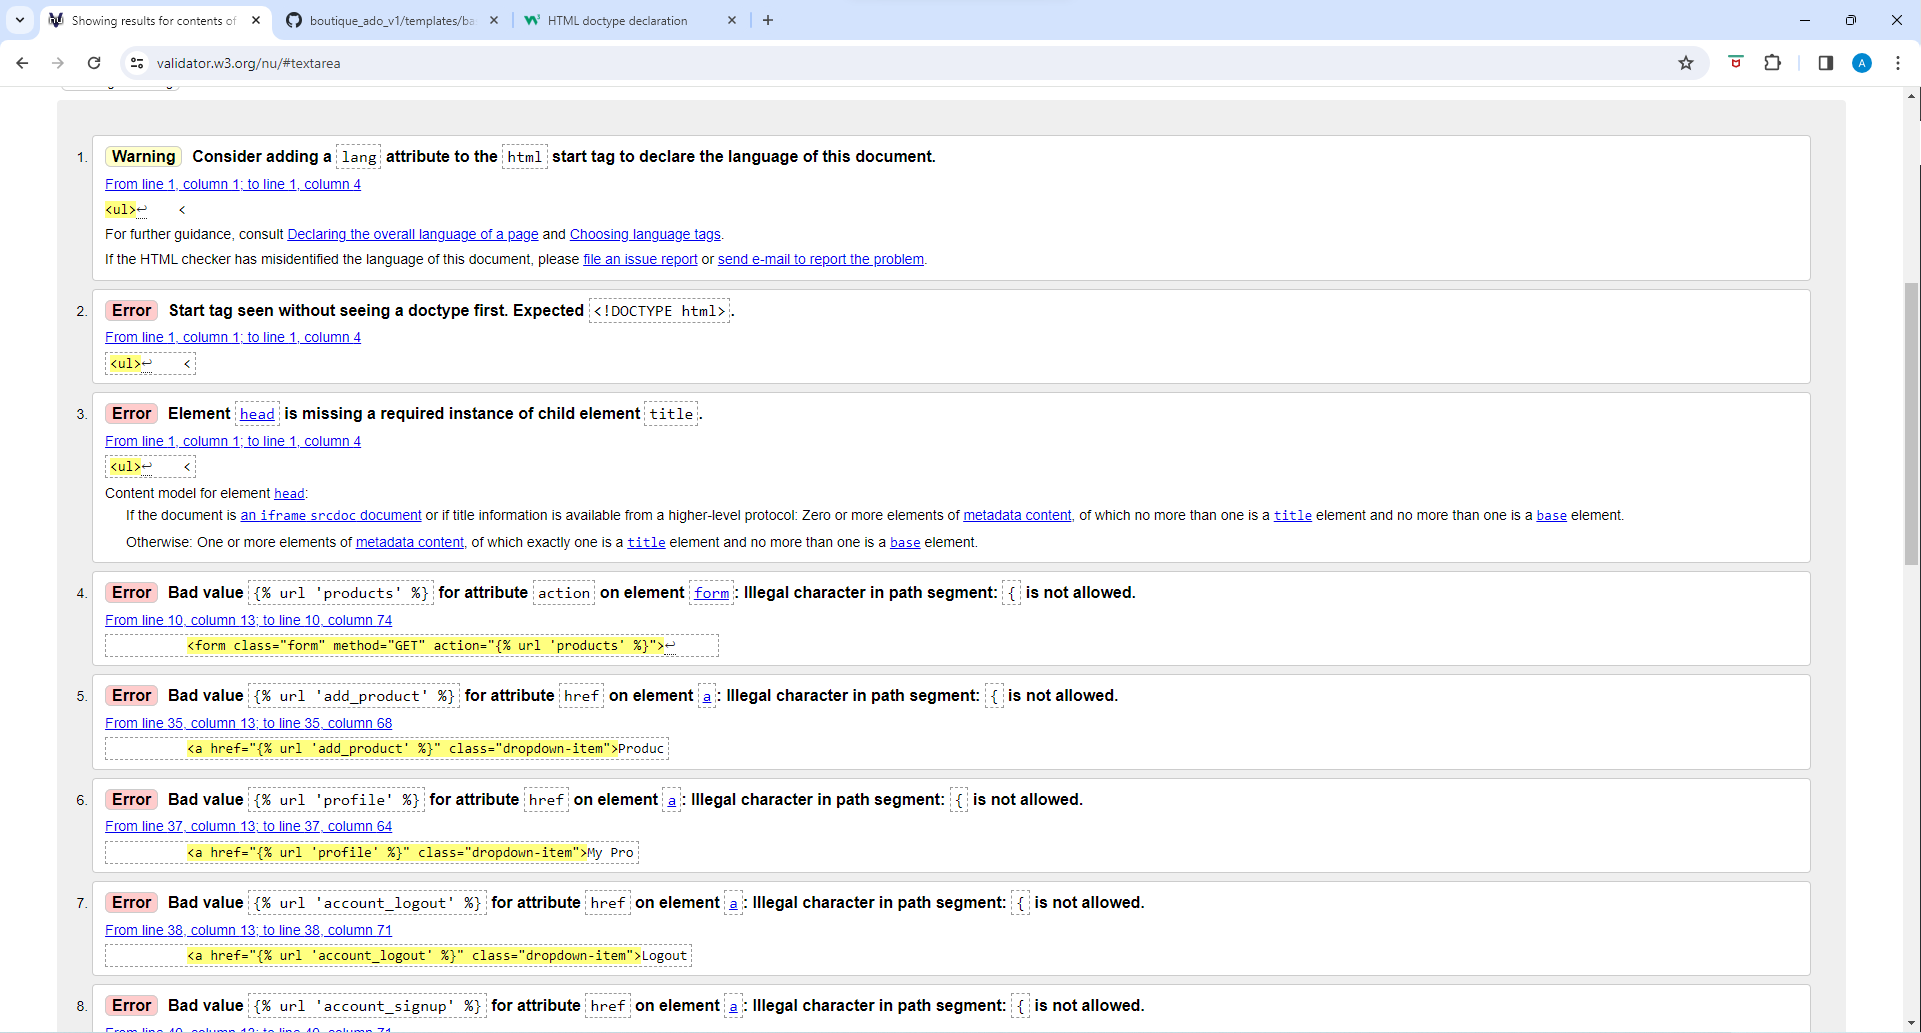 Showing results for contents of
boutique_ado_v1/templates/ba
HTML doctype declaration
validator.w3.org/nu/#textarea
A
1. Warning Consider adding a lang attribute to the html start tag to declare the language of this document.
From line 1, column 1; to line 1, column 4
<ul>↩ <
For further guidance, consult Declaring the overall language of a page and Choosing language tags.
If the HTML checker has misidentified the language of this document, please file an issue report or send e-mail to report the problem.
2. Error Start tag seen without seeing a doctype first. Expected <!DOCTYPE html>.
From line 1, column 1; to line 1, column 4
<ul>↩ <
3. Error Element head is missing a required instance of child element title.
From line 1, column 1; to line 1, column 4
<ul>↩ <
Content model for element head:
If the document is an iframe srcdoc document or if title information is available from a higher-level protocol: Zero or more elements of metadata content, of which no more than one is a title element and no more than one is a base element.
Otherwise: One or more elements of metadata content, of which exactly one is a title element and no more than one is a base element.
4. Error Bad value {% url 'products' %} for attribute action on element form: Illegal character in path segment: { is not allowed.
From line 10, column 13; to line 10, column 74
<form class="form" method="GET" action="{% url 'products' %}">↩
5. Error Bad value {% url 'add_product' %} for attribute href on element a: Illegal character in path segment: { is not allowed.
From line 35, column 13; to line 35, column 68
<a href="{% url 'add_product' %}" class="dropdown-item">Produc
6. Error Bad value {% url 'profile' %} for attribute href on element a: Illegal character in path segment: { is not allowed.
From line 37, column 13; to line 37, column 64
<a href="{% url 'profile' %}" class="dropdown-item">My Pro
7. Error Bad value {% url 'account_logout' %} for attribute href on element a: Illegal character in path segment: { is not allowed.
From line 38, column 13; to line 38, column 71
<a href="{% url 'account_logout' %}" class="dropdown-item">Logout
8. Error Bad value {% url 'account_signup' %} for attribute href on element a: Illegal character in path segment: { is not allowed.